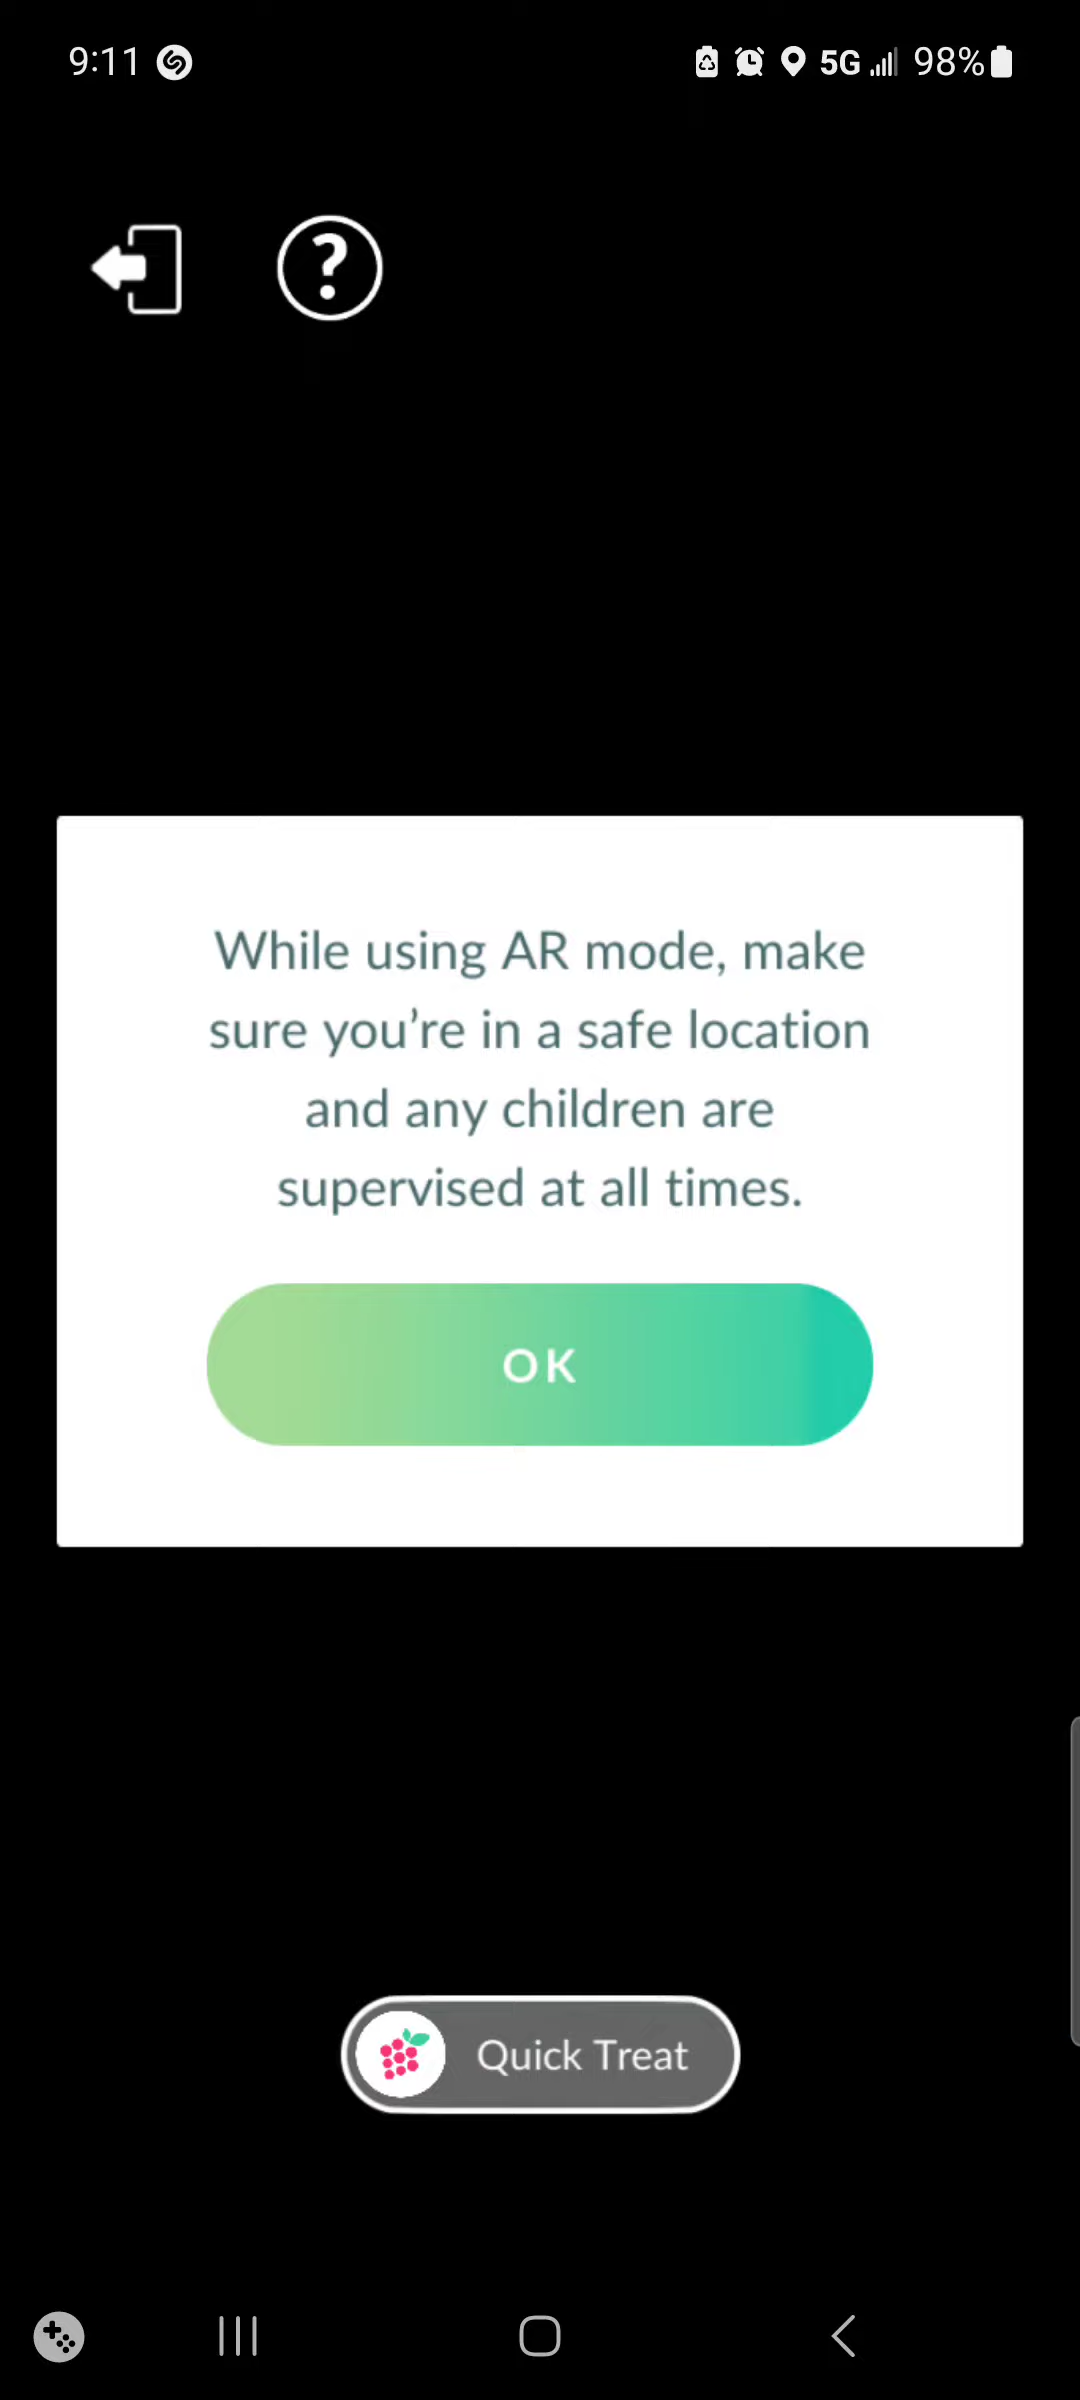 9:11
5G 98%
?
While using AR mode, make
sure you’re in a safe location
and any children are
supervised at all times.
OK
Quick Treat